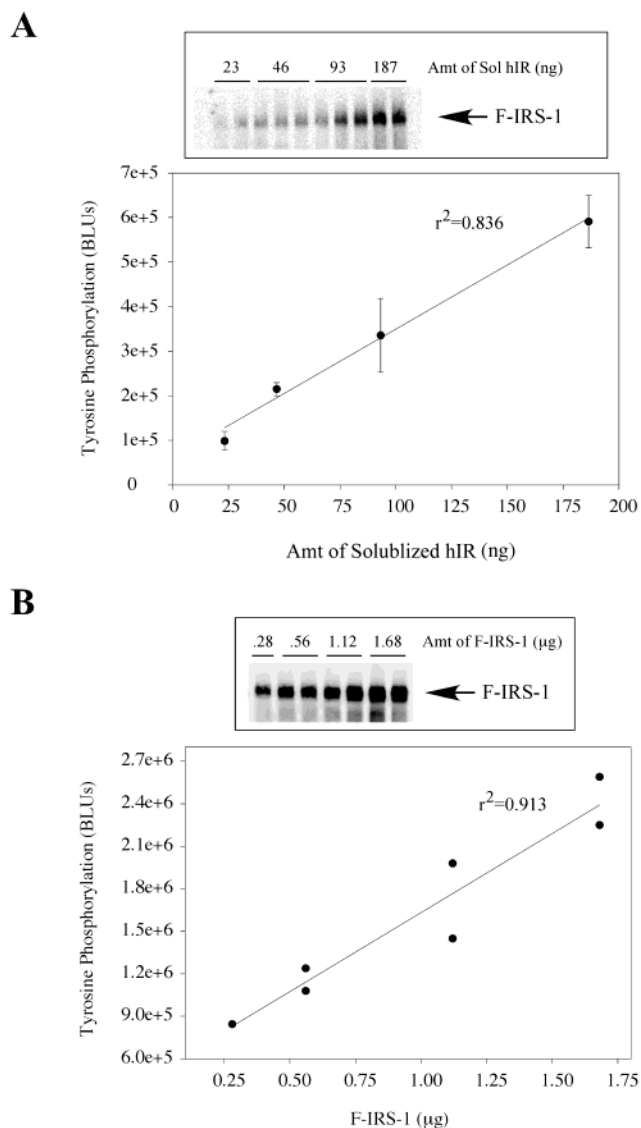 A
23 46 93 187 Amt of Sol hIR (ng)
F-IRS-1
7e+5
6e+5
5e+5
4e+5
3e+5
2e+5
1e+5
0
Tyrosine Phosphorylation (BLUs)
r²=0.836
0 25 50 75 100 125 150 175 200
Amt of Solublized hIR (ng)
B
.28 .56 1.12 1.68 Amt of F-IRS-1 (µg)
F-IRS-1
2.7e+6
2.4e+6
2.1e+6
1.8e+6
1.5e+6
1.2e+6
9.0e+5
6.0e+5
Tyrosine Phosphorylation (BLUs)
r²=0.913
0.25 0.50 0.75 1.00 1.25 1.50 1.75
F-IRS-1 (µg)